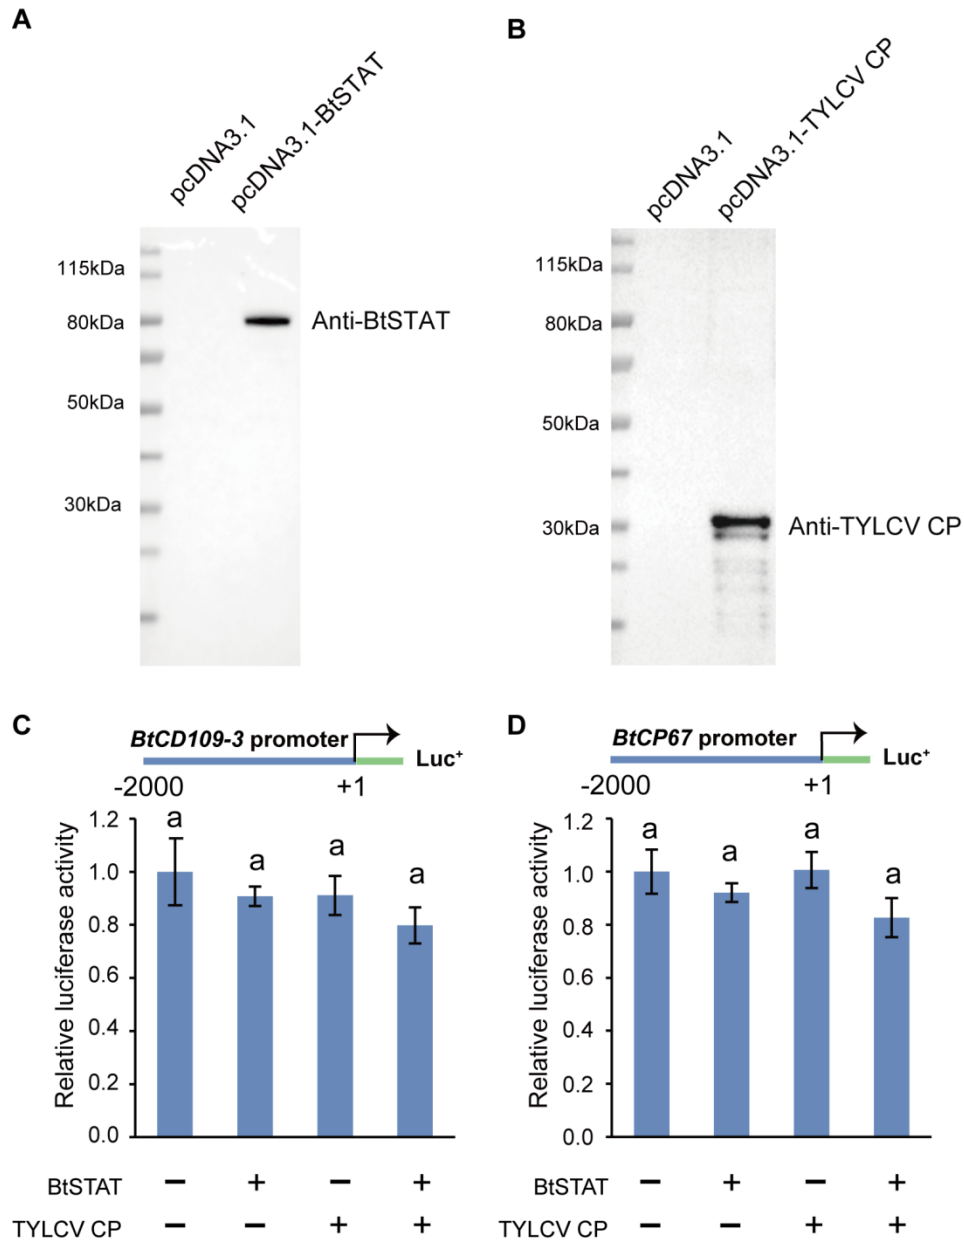 A
pcDNA3.1
pcDNA3.1-BtSTAT
115kDa
80kDa
50kDa
30kDa
Anti-BtSTAT
B
pcDNA3.1
pcDNA3.1-TYLCV CP
115kDa
80kDa
50kDa
30kDa
Anti-TYLCV CP
C
BtCD109-3 promoter
Luc⁺
-2000
+1
Relative luciferase activity
1.2
1.0
0.8
0.6
0.4
0.2
0.0
a a a a
BtSTAT − + − +
TYLCV CP − − + +
D
BtCP67 promoter
Luc⁺
-2000
+1
Relative luciferase activity
1.2
1.0
0.8
0.6
0.4
0.2
0.0
a a a a
BtSTAT − + − +
TYLCV CP − − + +